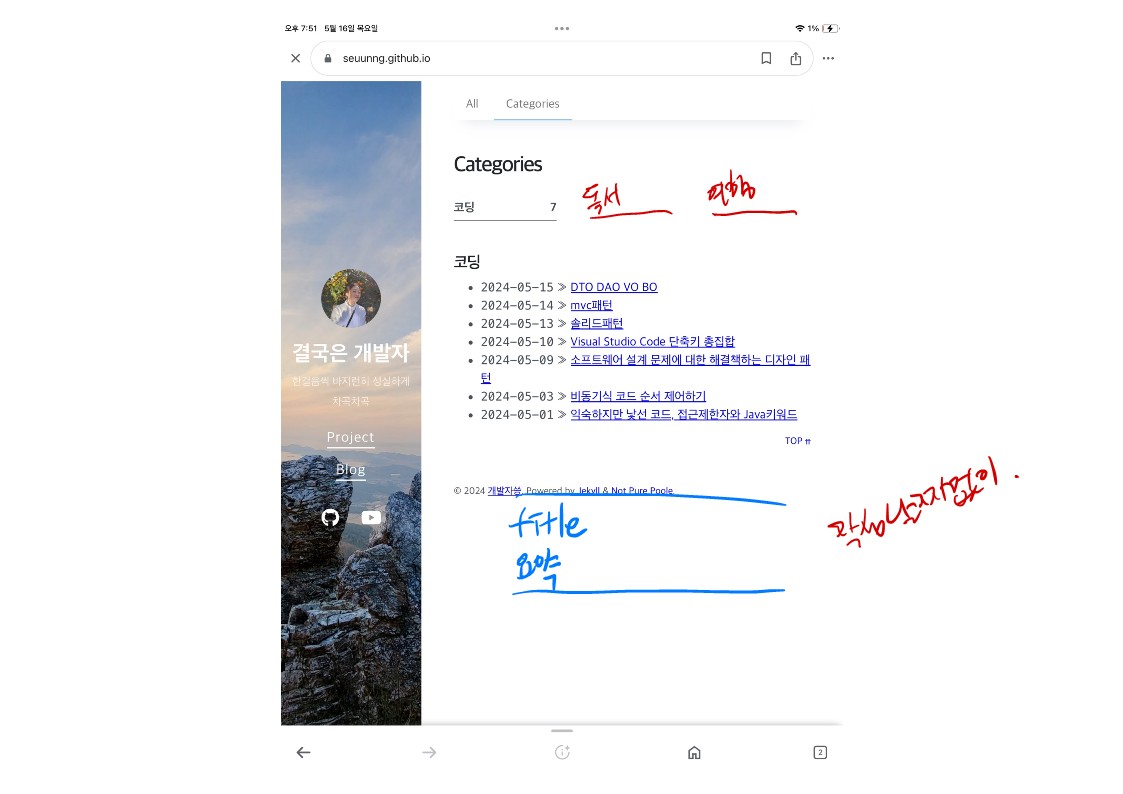 오후 7:51 5월 16일 목요일
1%
seuunng.github.io
All Categories
Categories
코딩 7 독서 여행
코딩
2024-05-15 » DTO DAO VO BO
2024-05-14 » mvc패턴
2024-05-13 » 솔리드패턴
2024-05-10 » Visual Studio Code 단축키 총집합
2024-05-09 » 소프트웨어 설계 문제에 대한 해결책하는 디자인 패
턴
2024-05-03 » 비동기식 코드 순서 제어하기
2024-05-01 » 익숙하지만 낯선 코드, 접근제한자와 Java키워드
TOP ⇈
결국은 개발자
한걸음씩 바지런히 성실하게
차곡차곡
Project
Blog
© 2024 개발자쓩. Powered by Jekyll & Not Pure Poole.
title
요약
작성날짜없이.
2